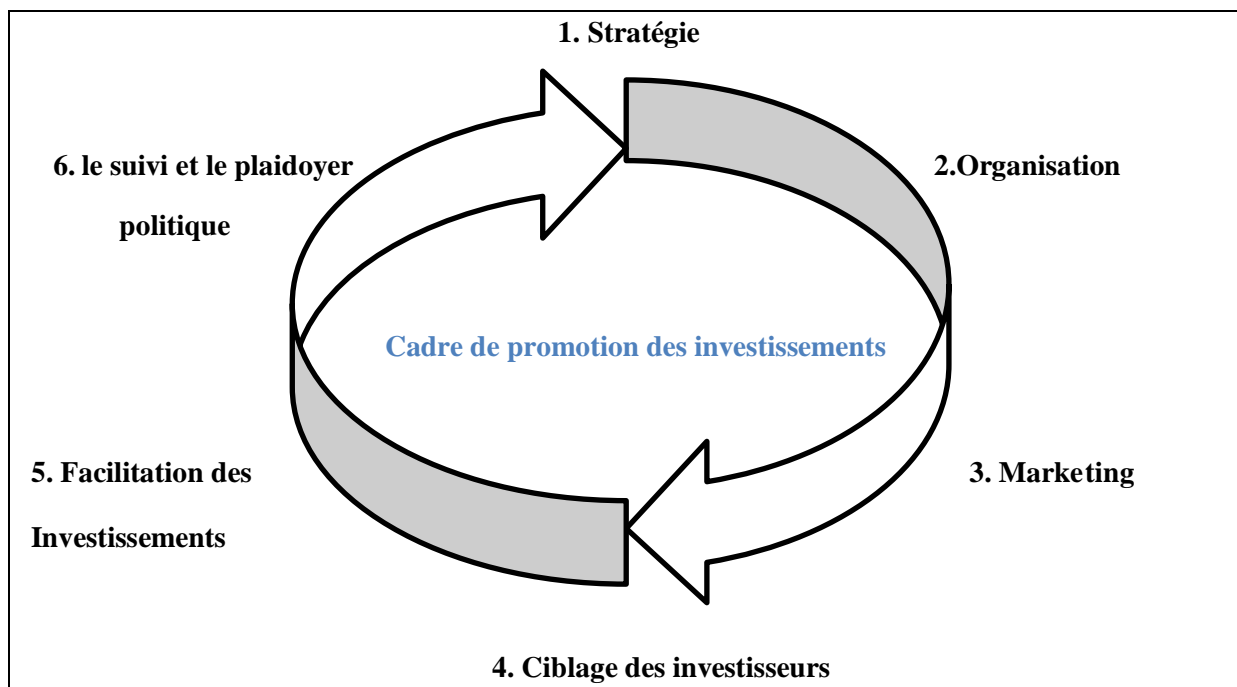 1. Stratégie
2.Organisation
3. Marketing
4. Ciblage des investisseurs
5. Facilitation des
Investissements
6. le suivi et le plaidoyer
politique
Cadre de promotion des investissements